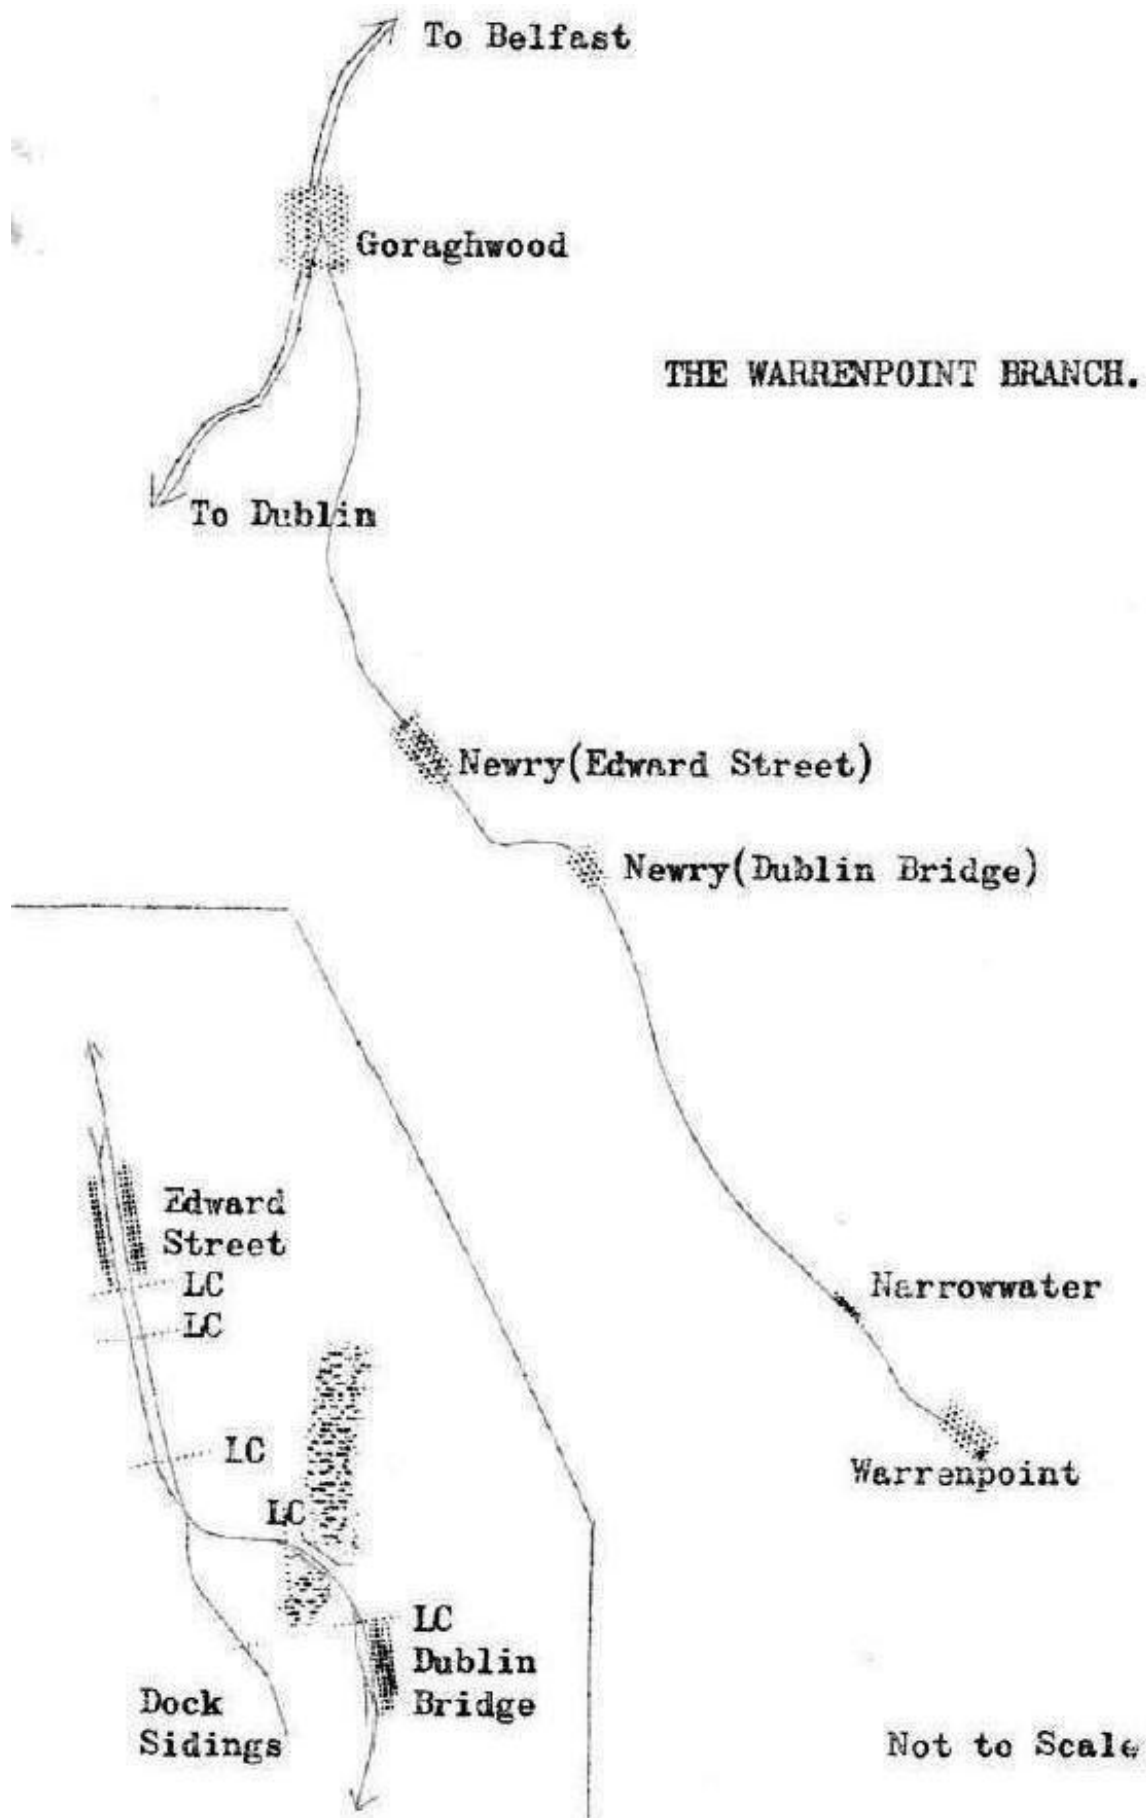 To Belfast
Goraghwood
THE WARRENPOINT BRANCH.
To Dublin
Newry(Edward Street)
Newry(Dublin Bridge)
Edward
Street
LC
LC
Narrowwater
LC
Warrenpoint
LC
LC
Dublin
Bridge
Dock
Sidings
Not to Scale